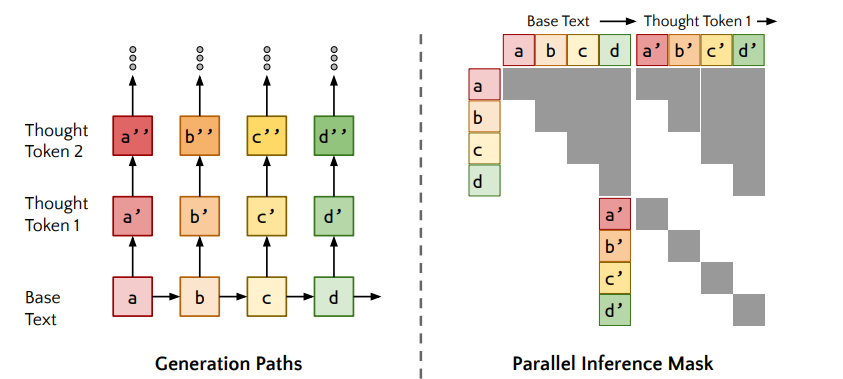 Thought
Token 2
a’’ b’’ c’’ d’’
Thought
Token 1
a’ b’ c’ d’
Base
Text
a b c d
Generation Paths
Base Text Thought Token 1
a b c d a’ b’ c’ d’
a
b
c
d
a’
b’
c’
d’
Parallel Inference Mask